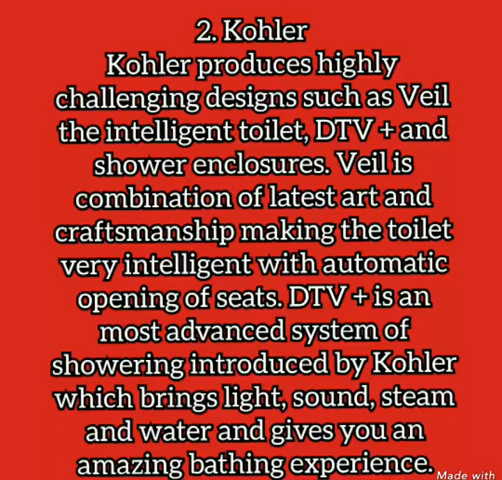 2. Kohler
Kohler produces highly
challenging designs such as Veil
the intelligent toilet, DTV + and
shower enclosures. Veil is
combination of latest art and
craftsmanship making the toilet
very intelligent with automatic
opening of seats. DTV + is an
most advanced system of
showering introduced by Kohler
which brings light, sound, steam
and water and gives you an
amazing bathing experience.
Made with